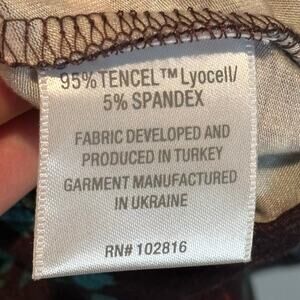 95% TENCEL™ Lyocell/
5% SPANDEX
FABRIC DEVELOPED AND
PRODUCED IN TURKEY
GARMENT MANUFACTURED
IN UKRAINE
RN# 102816